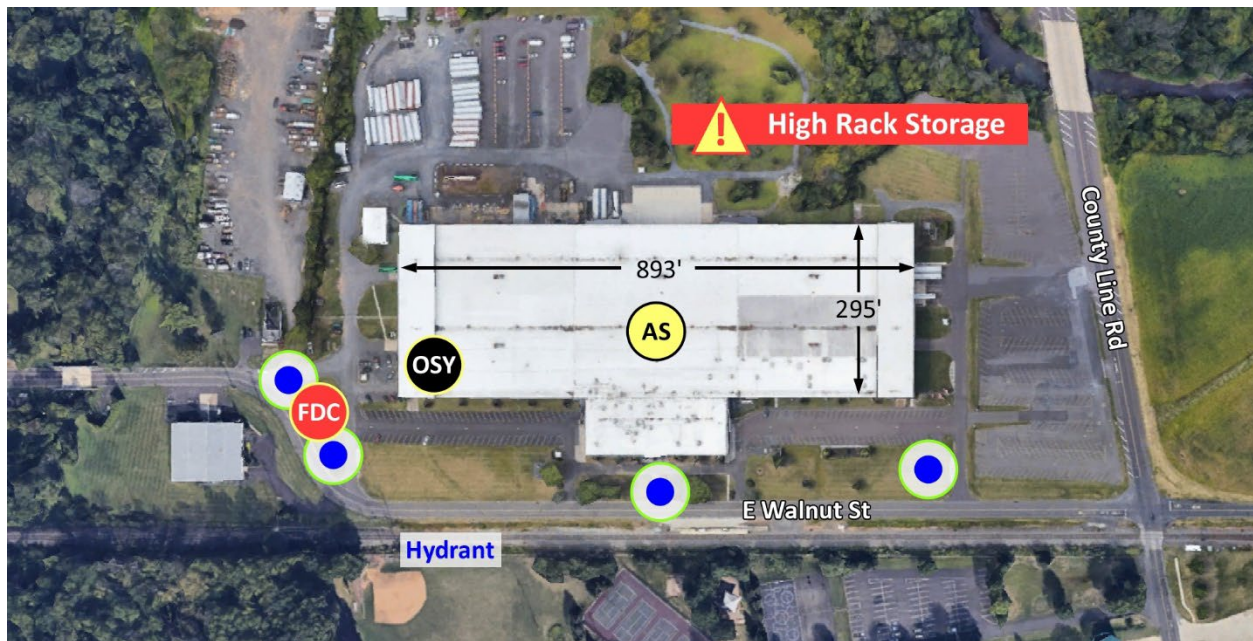 High Rack Storage
County Line Rd
893'
295'
AS
OSY
FDC
E Walnut St
Hydrant